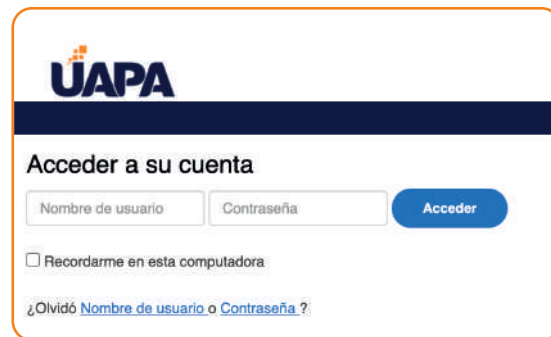 UAPA
Acceder a su cuenta
Nombre de usuario Contraseña Acceder
Recordarme en esta computadora
¿Olvidó Nombre de usuario o Contraseña ?